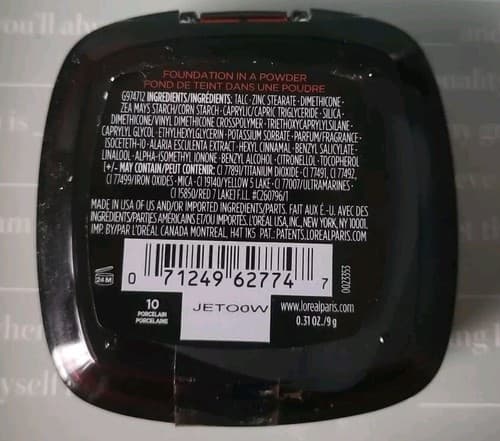 FOUNDATION IN A POWDER
FOND DE TEINT DANS UNE POUDRE
G974712 INGREDIENTS/INGRÉDIENTS: TALC · ZINC STEARATE · DIMETHICONE ·
ZEA MAYS STARCH/CORN STARCH · CAPRYLIC/CAPRIC TRIGLYCERIDE · SILICA ·
DIMETHICONE/VINYL DIMETHICONE CROSSPOLYMER · TRIETHOXYCAPRYLYLSILANE ·
CAPRYLYL GLYCOL · ETHYLHEXYLGLYCERIN · POTASSIUM SORBATE · PARFUM/FRAGRANCE ·
ISOCETETH-10 · ALARIA ESCULENTA EXTRACT · HEXYL CINNAMAL · BENZYL SALICYLATE ·
LINALOOL · ALPHA-ISOMETHYL IONONE · BENZYL ALCOHOL · CITRONELLOL · TOCOPHEROL
[+/- MAY CONTAIN/PEUT CONTENIR: CI 77891/TITANIUM DIOXIDE · CI 77491, CI 77492,
CI 77499/IRON OXIDES · MICA · CI 19140/YELLOW 5 LAKE · CI 77007/ULTRAMARINES ·
CI 15850/RED 7 LAKE] F.I.L. #C260796/1
MADE IN USA OF US AND/OR IMPORTED INGREDIENTS/PARTS. FAIT AUX É.-U. AVEC DES
INGRÉDIENTS/PARTIES AMERICAINS ET/OU IMPORTES. L'ORÉAL USA, INC., NEW YORK, NY 10001.
IMP. BY/PAR L'ORÉAL CANADA MONTREAL H4T 1K5 PAT.: PATENTS.LOREALPARIS.COM
24 M
0 71249 62774 7
0023353
10
PORCELAIN
PORCELAINE
JET00W
www.lorealparis.com
0.31 OZ./9 g